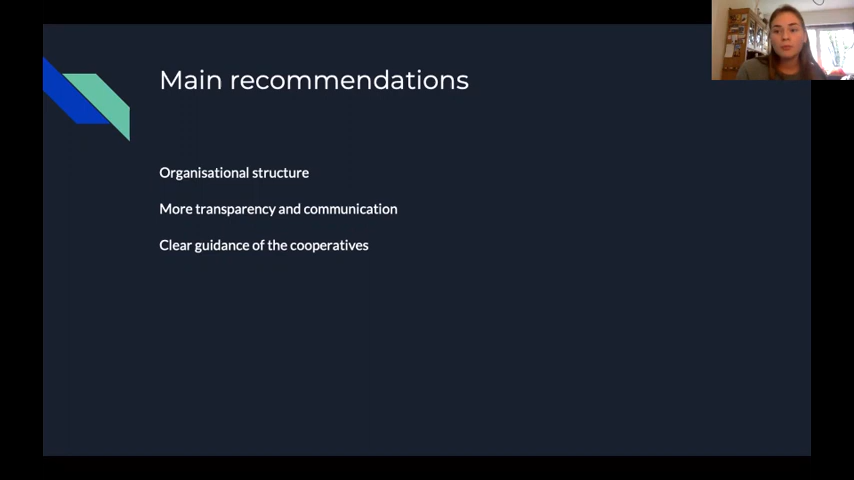 Main recommendations
Organisational structure
More transparency and communication
Clear guidance of the cooperatives